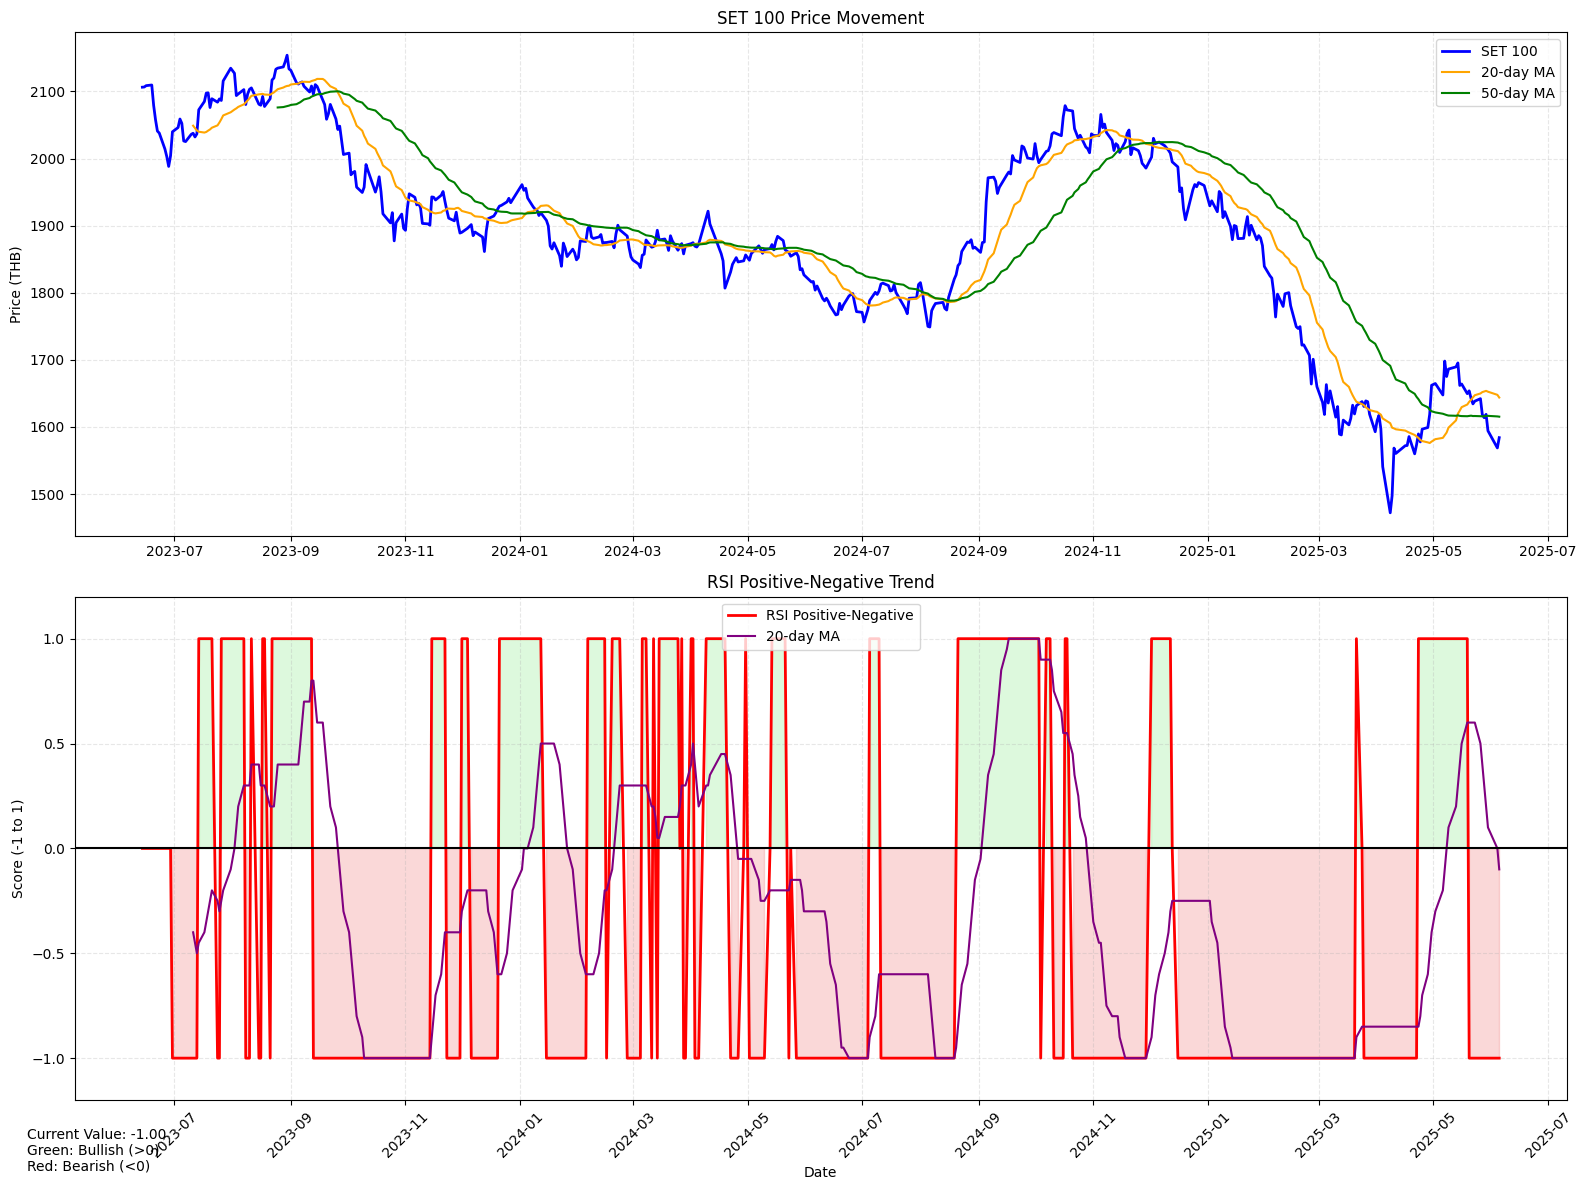 SET 100 Price Movement
SET 100
20-day MA
50-day MA
Price (THB)
2100
2000
1900
1800
1700
1600
1500
2023-07 2023-09 2023-11 2024-01 2024-03 2024-05 2024-07 2024-09 2024-11 2025-01 2025-03 2025-05 2025-07
RSI Positive-Negative Trend
RSI Positive-Negative
20-day MA
Score (-1 to 1)
1.0
0.5
0.0
−0.5
−1.0
2023-07 2023-09 2023-11 2024-01 2024-03 2024-05 2024-07 2024-09 2024-11 2025-01 2025-03 2025-05 2025-07
Date
Current Value: -1.00
Green: Bullish (>0)
Red: Bearish (<0)